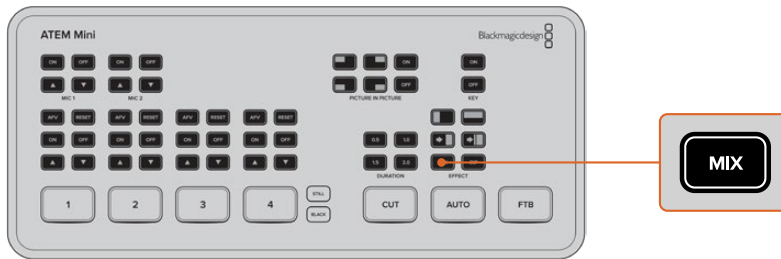 ATEM Mini
Blackmagicdesign
ON OFF ON OFF ON ON
▲ ▼ ▲ ▼ OFF OFF
MIC 1 MIC 2 PICTURE IN PICTURE KEY
AFV RESET AFV RESET AFV RESET AFV RESET
ON OFF ON OFF ON OFF ON OFF 0.5 1.0
▲ ▼ ▲ ▼ ▲ ▼ ▲ ▼ 1.5 2.0
DURATION EFFECT
MIX
1 2 3 4 STILL CUT AUTO FTB
BLACK